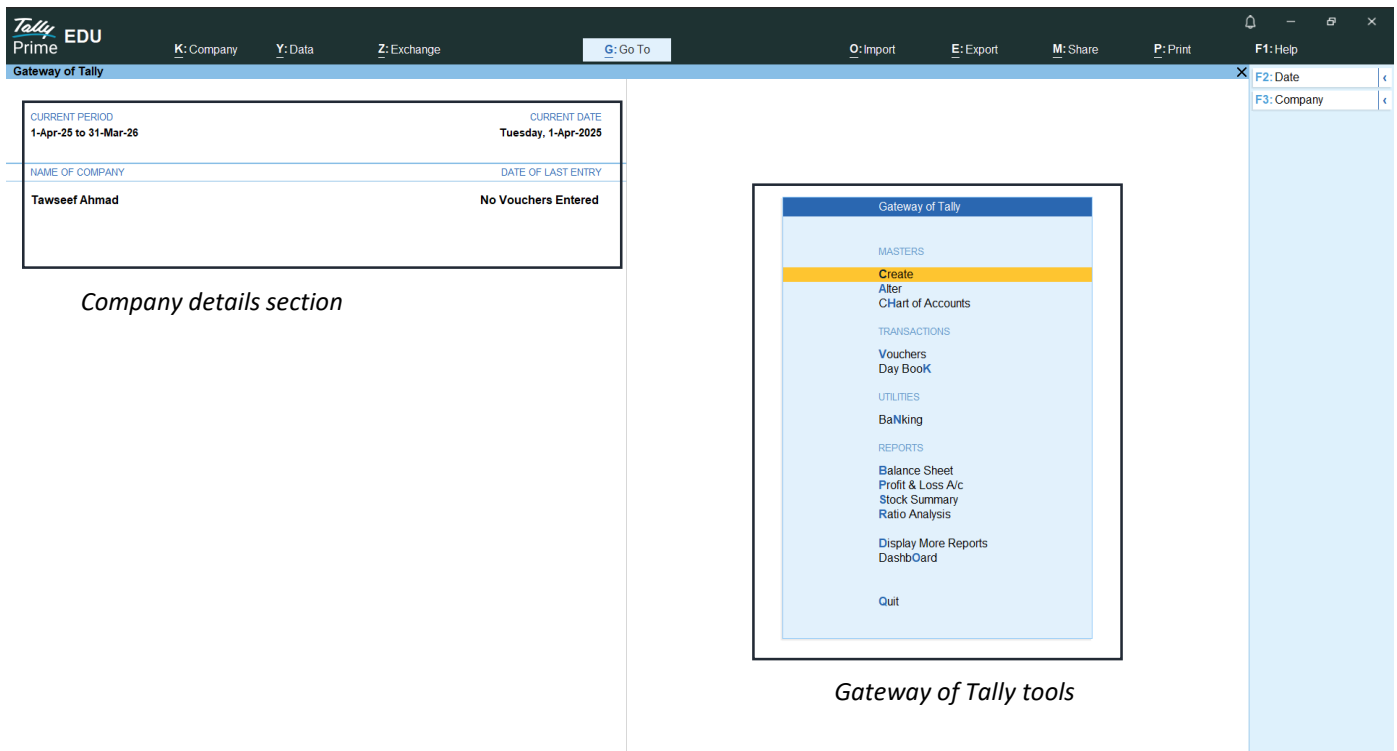 Tally
Prime EDU
K: Company Y: Data Z: Exchange G: Go To O: Import E: Export M: Share P: Print F1: Help
Gateway of Tally
F2: Date
F3: Company
CURRENT PERIOD CURRENT DATE
1-Apr-25 to 31-Mar-26 Tuesday, 1-Apr-2025
NAME OF COMPANY DATE OF LAST ENTRY
Tawseef Ahmad No Vouchers Entered
Company details section
Gateway of Tally
MASTERS
Create
Alter
CHart of Accounts
TRANSACTIONS
Vouchers
Day BooK
UTILITIES
BaNking
REPORTS
Balance Sheet
Profit & Loss A/c
Stock Summary
Ratio Analysis
Display More Reports
DashbOard
Quit
Gateway of Tally tools